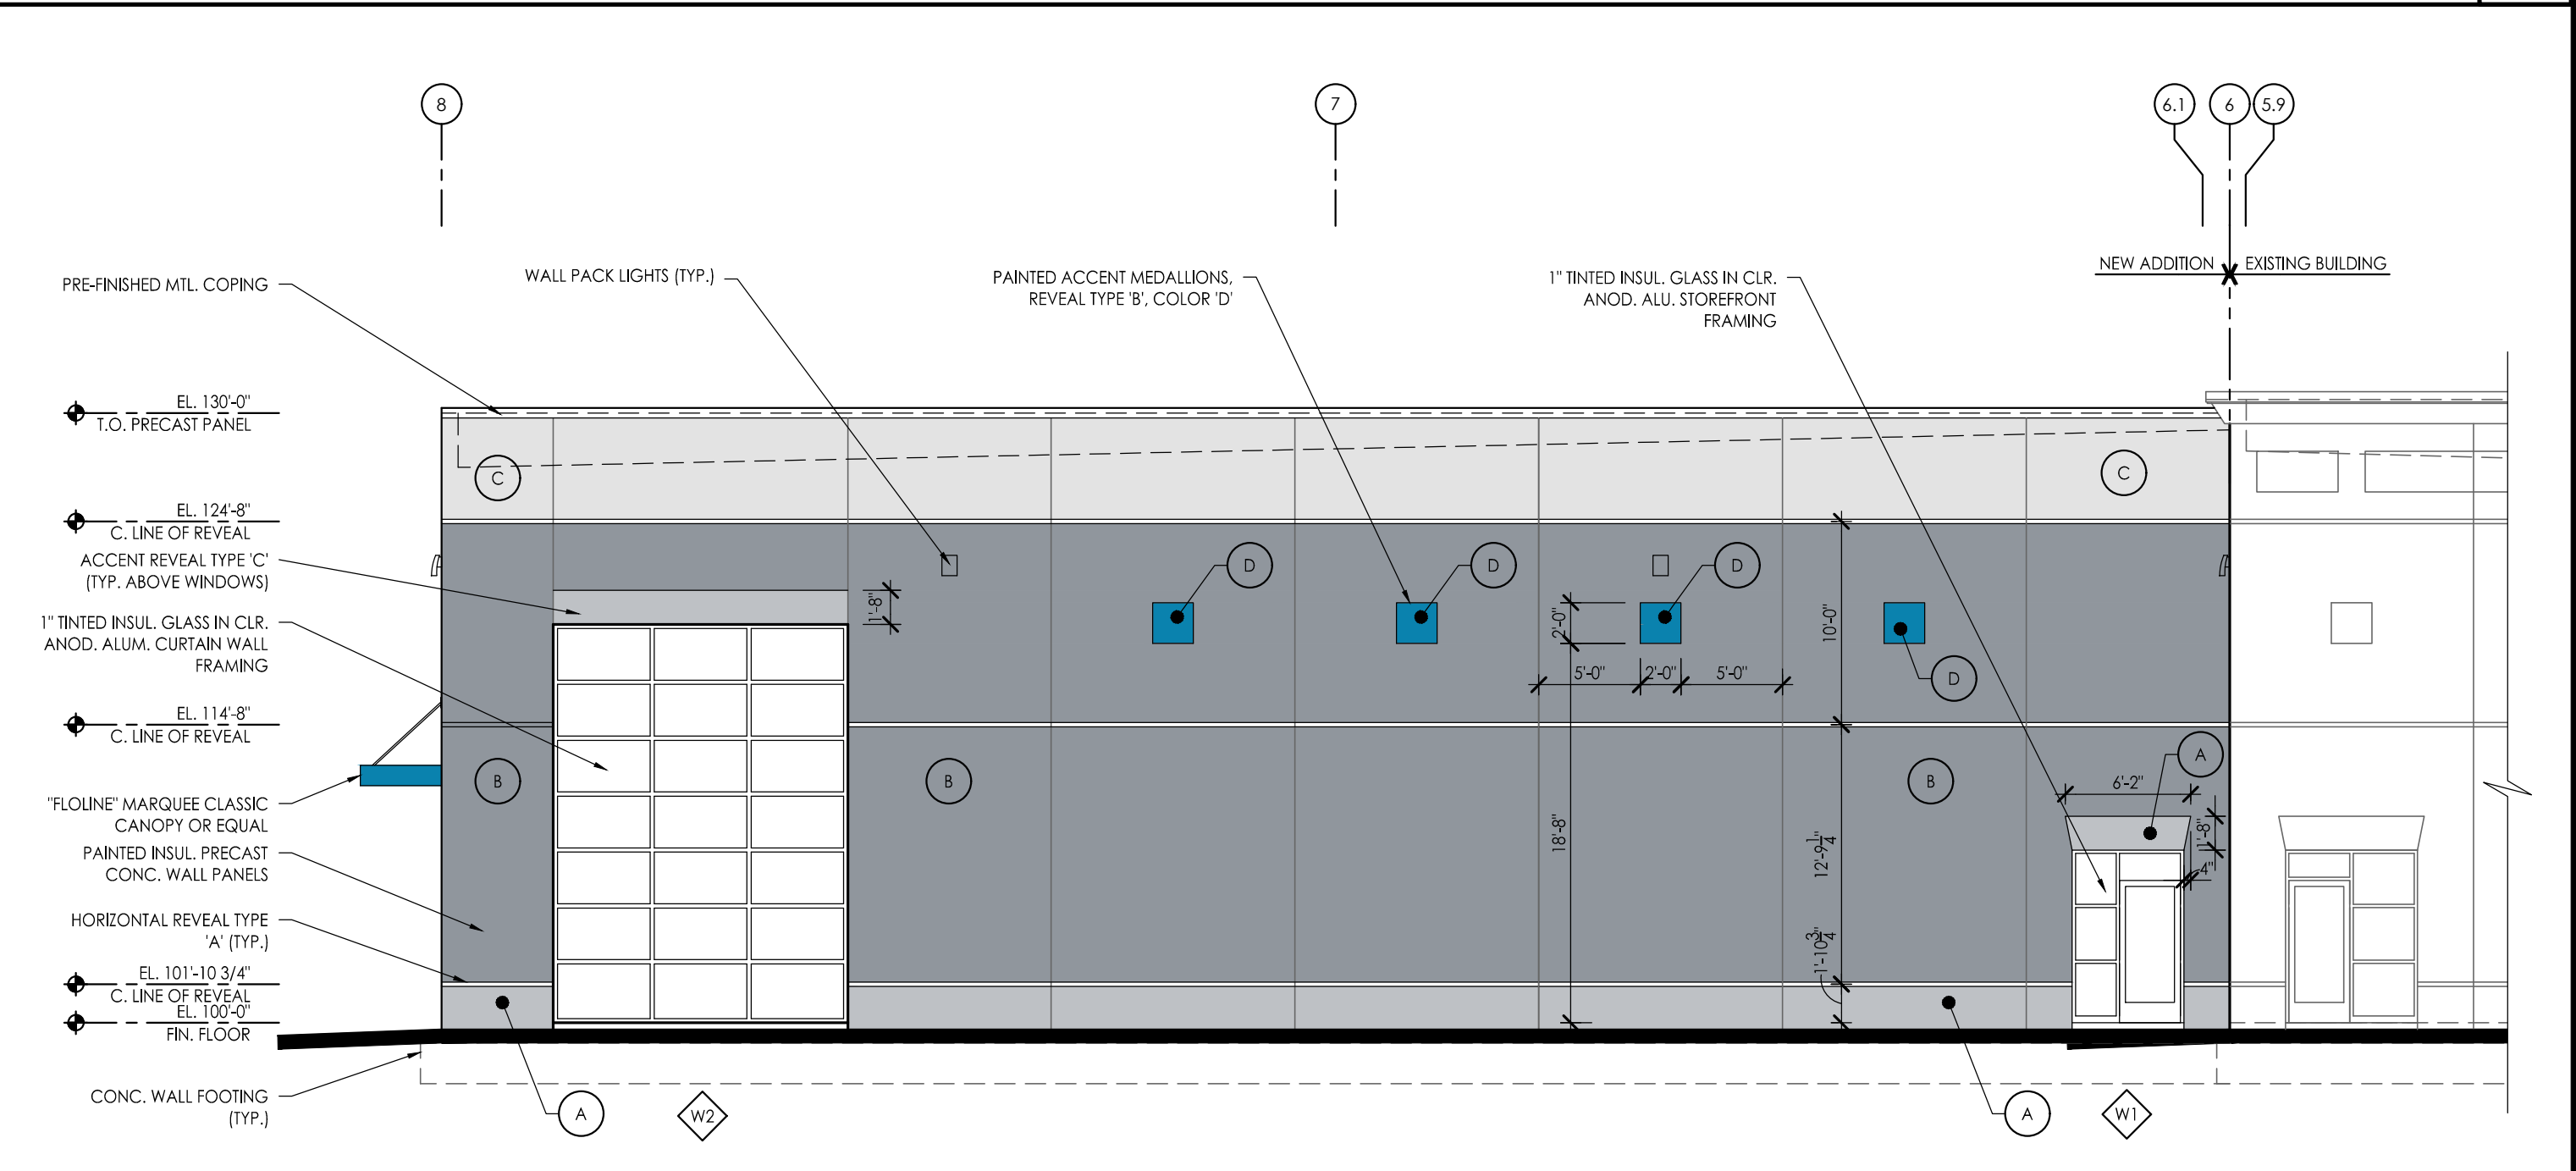 8
7
6.1
6
5.9
NEW ADDITION
EXISTING BUILDING
PRE-FINISHED MTL. COPING
WALL PACK LIGHTS (TYP.)
PAINTED ACCENT MEDALLIONS,
REVEAL TYPE 'B', COLOR 'D'
1" TINTED INSUL. GLASS IN CLR.
ANOD. ALU. STOREFRONT
FRAMING
EL. 130'-0"
T.O. PRECAST PANEL
C
C
EL. 124'-8"
C. LINE OF REVEAL
ACCENT REVEAL TYPE 'C'
(TYP. ABOVE WINDOWS)
D
D
D
D
1'-8"
2'-0"
10'-0"
5'-0"
2'-0"
5'-0"
1" TINTED INSUL. GLASS IN CLR.
ANOD. ALUM. CURTAIN WALL
FRAMING
EL. 114'-8"
C. LINE OF REVEAL
B
B
B
A
6'-2"
1'-8"
4"
"FLOLINE" MARQUEE CLASSIC
CANOPY OR EQUAL
PAINTED INSUL. PRECAST
CONC. WALL PANELS
18'-8"
12'-9 1/4"
1'-10 3/4"
HORIZONTAL REVEAL TYPE
'A' (TYP.)
EL. 101'-10 3/4"
C. LINE OF REVEAL
EL. 100'-0"
FIN. FLOOR
CONC. WALL FOOTING
(TYP.)
A
W2
A
W1